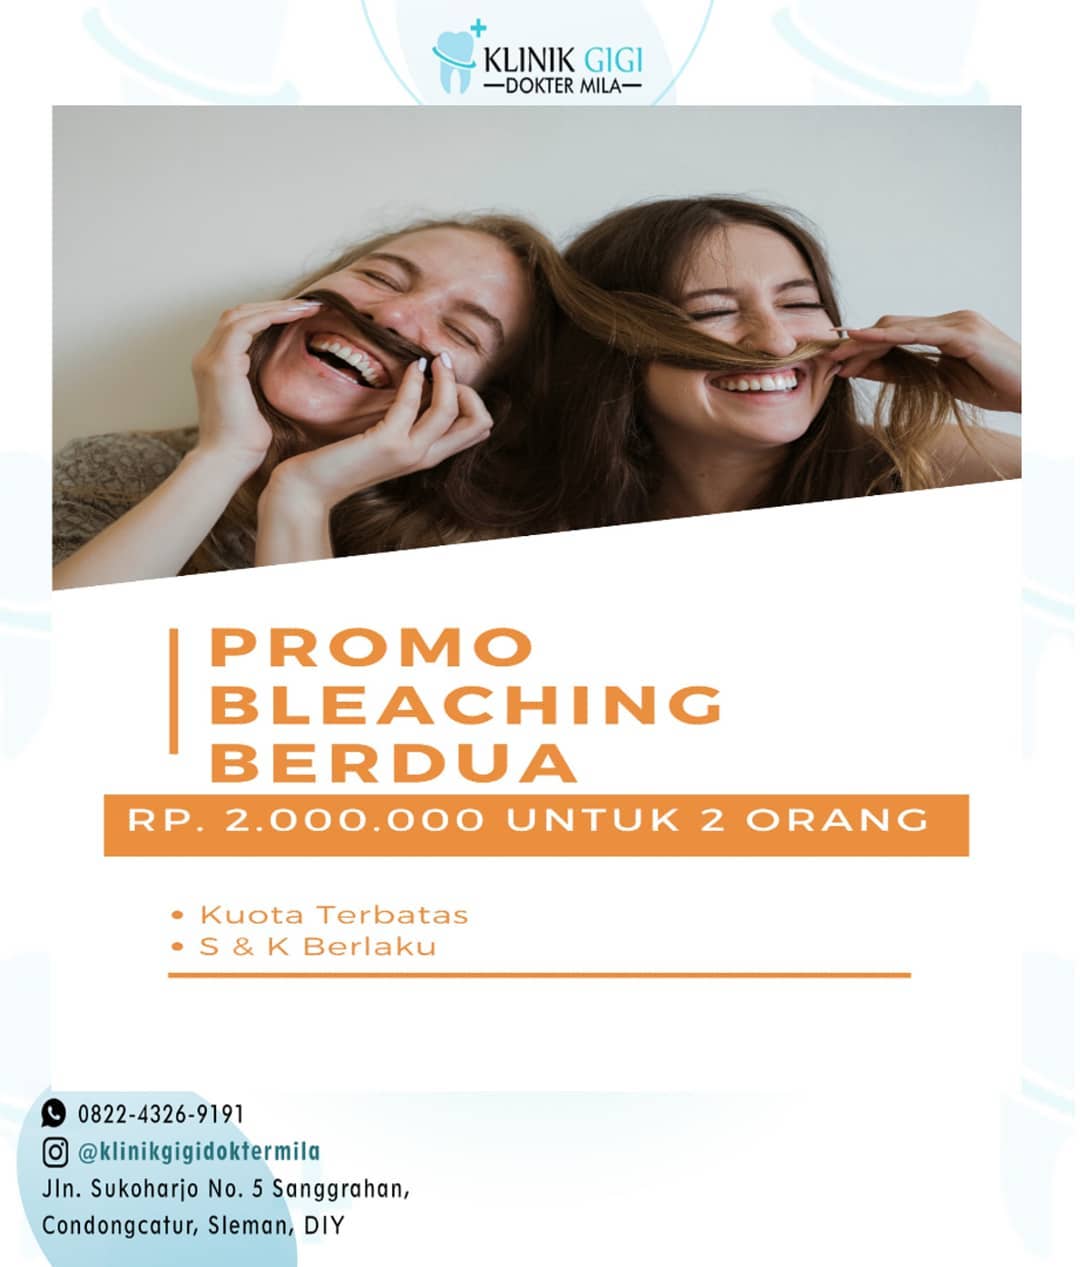 KLINIK GIGI
DOKTER MILA
PROMO
BLEACHING
BERDUA
RP. 2.000.000 UNTUK 2 ORANG
• Kuota Terbatas
• S & K Berlaku
0822-4326-9191
@klinikgigidoktermila
Jln. Sukoharjo No. 5 Sanggrahan,
Condongcatur, Sleman, DIY